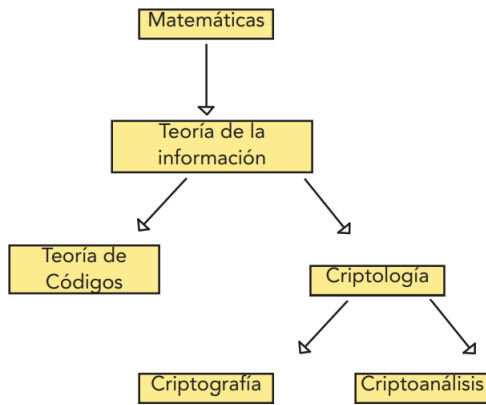 Matemáticas
Teoría de la
información
Teoría de
Códigos
Criptología
Criptografía
Criptoanálisis